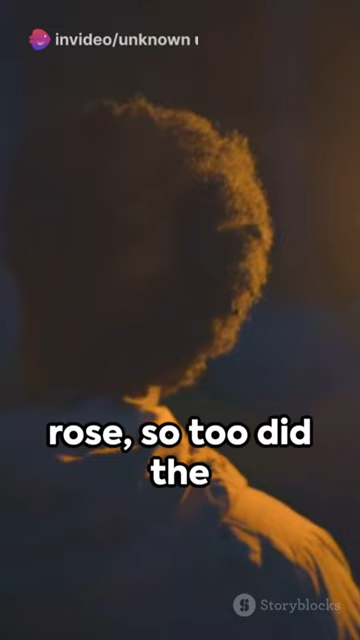 invideo/unknown
rose, so too did
the
Storyblocks